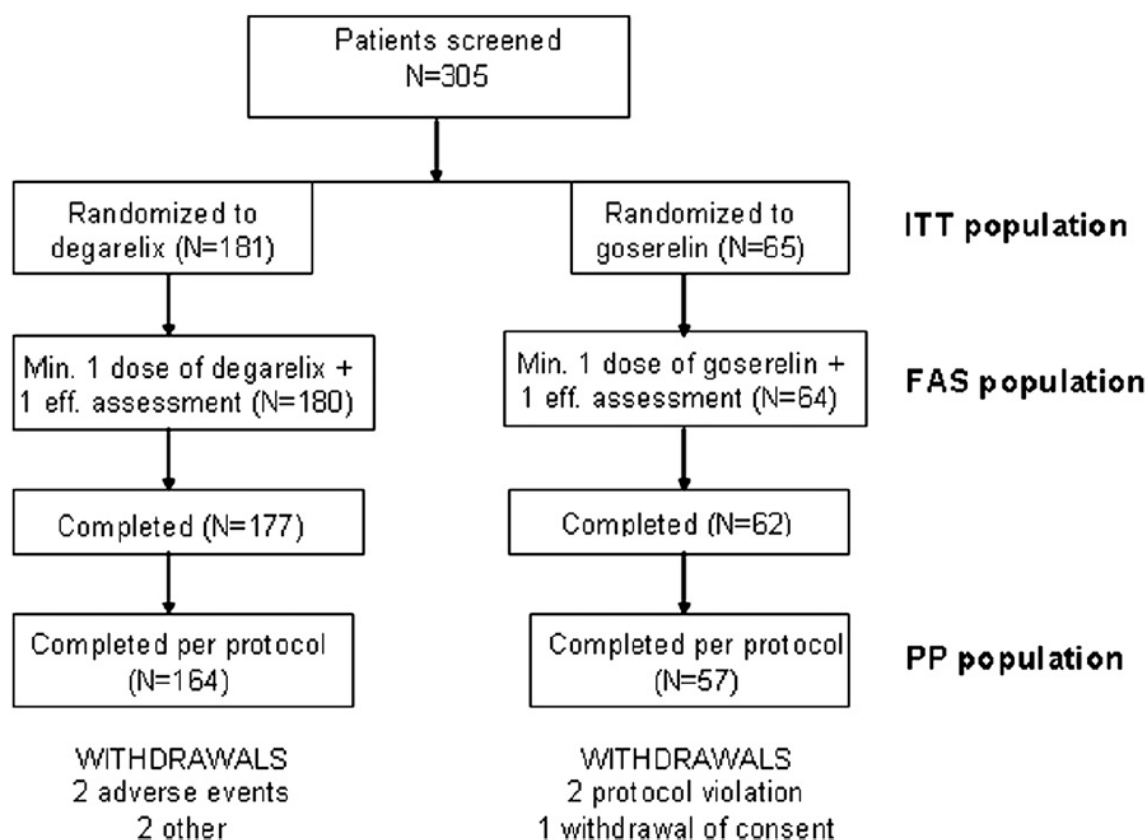 Patients screened
N=305
Randomized to
degarelix (N=181)
Randomized to
goserelin (N=65)
ITT population
Min. 1 dose of degarelix +
1 eff. assessment (N=180)
Min. 1 dose of goserelin +
1 eff. assessment (N=64)
FAS population
Completed (N=177)
Completed (N=62)
Completed per protocol
(N=164)
Completed per protocol
(N=57)
PP population
WITHDRAWALS
2 adverse events
2 other
WITHDRAWALS
2 protocol violation
1 withdrawal of consent